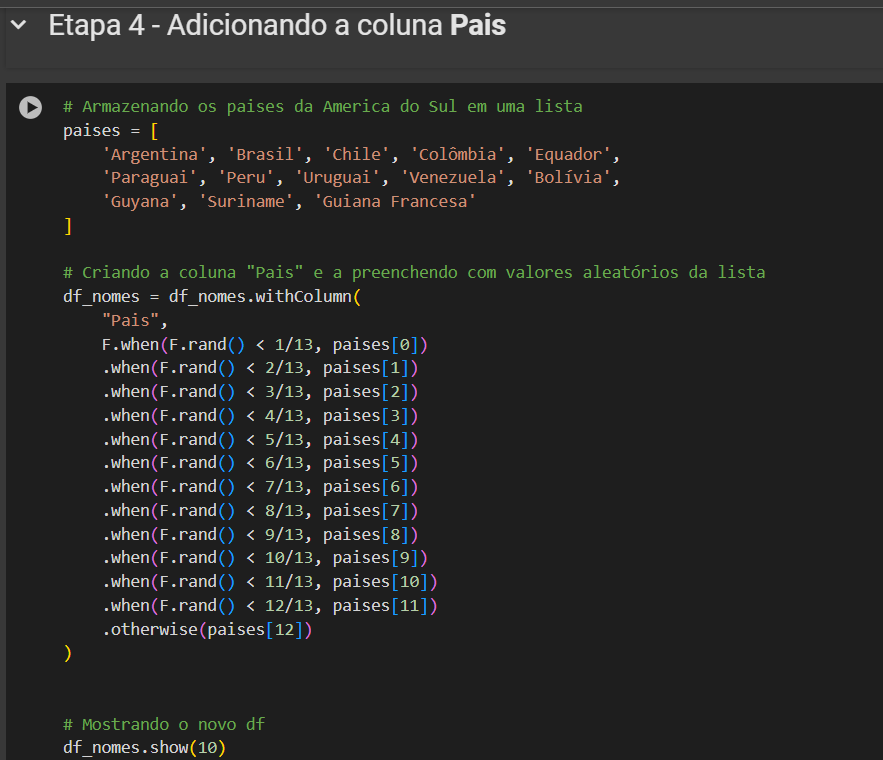 Etapa 4 - Adicionando a coluna Pais
# Armazenando os paises da America do Sul em uma lista
paises = [
    'Argentina', 'Brasil', 'Chile', 'Colômbia', 'Equador',
    'Paraguai', 'Peru', 'Uruguai', 'Venezuela', 'Bolívia',
    'Guyana', 'Suriname', 'Guiana Francesa'
]
# Criando a coluna "Pais" e a preenchendo com valores aleatórios da lista
df_nomes = df_nomes.withColumn(
    "Pais",
    F.when(F.rand() < 1/13, paises[0])
    .when(F.rand() < 2/13, paises[1])
    .when(F.rand() < 3/13, paises[2])
    .when(F.rand() < 4/13, paises[3])
    .when(F.rand() < 5/13, paises[4])
    .when(F.rand() < 6/13, paises[5])
    .when(F.rand() < 7/13, paises[6])
    .when(F.rand() < 8/13, paises[7])
    .when(F.rand() < 9/13, paises[8])
    .when(F.rand() < 10/13, paises[9])
    .when(F.rand() < 11/13, paises[10])
    .when(F.rand() < 12/13, paises[11])
    .otherwise(paises[12])
)
# Mostrando o novo df
df_nomes.show(10)